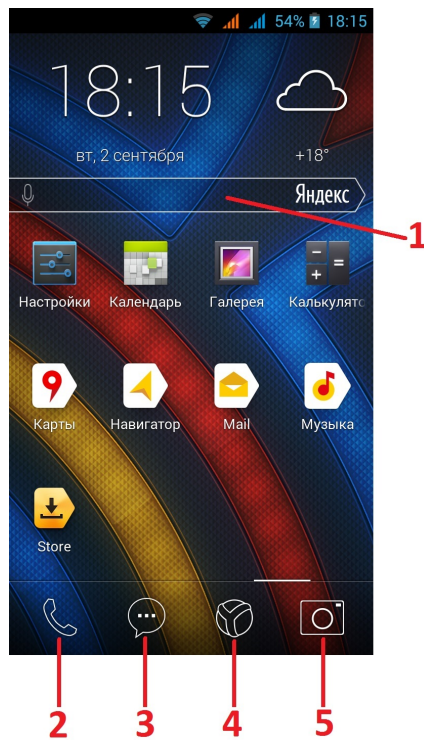 54% 18:15
18:15
вт, 2 сентября +18°
Яндекс
1
Настройки Календарь Галерея Калькулято
Карты Навигатор Mail Музыка
Store
2 3 4 5